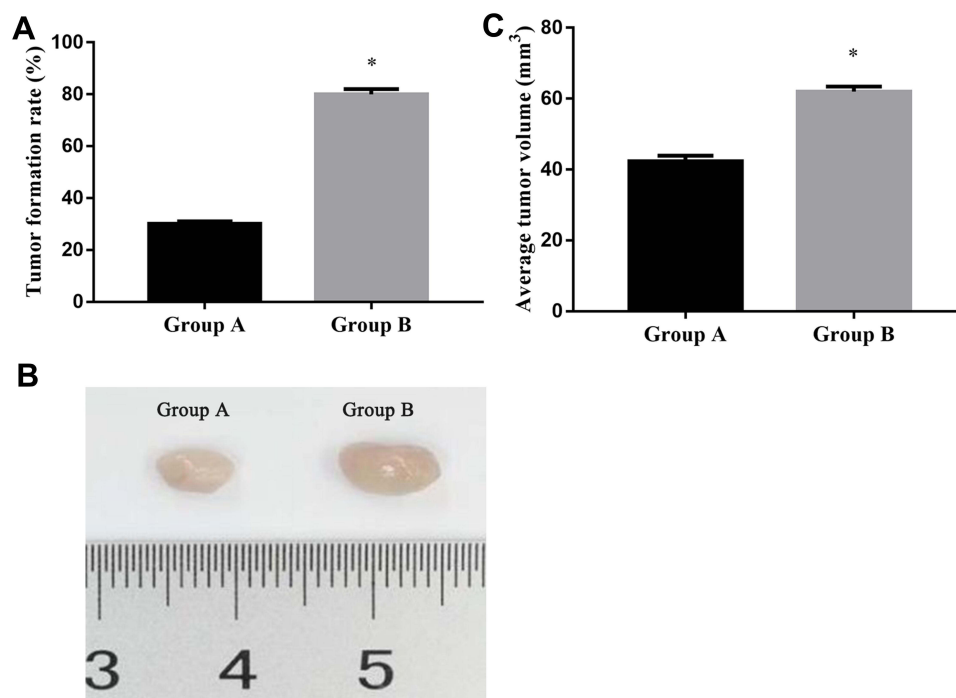 A
Tumor formation rate (%)
100
80
60
40
20
0
*
Group A
Group B
C
Average tumor volume (mm³)
80
60
40
20
0
*
Group A
Group B
B
Group A
Group B
3
4
5